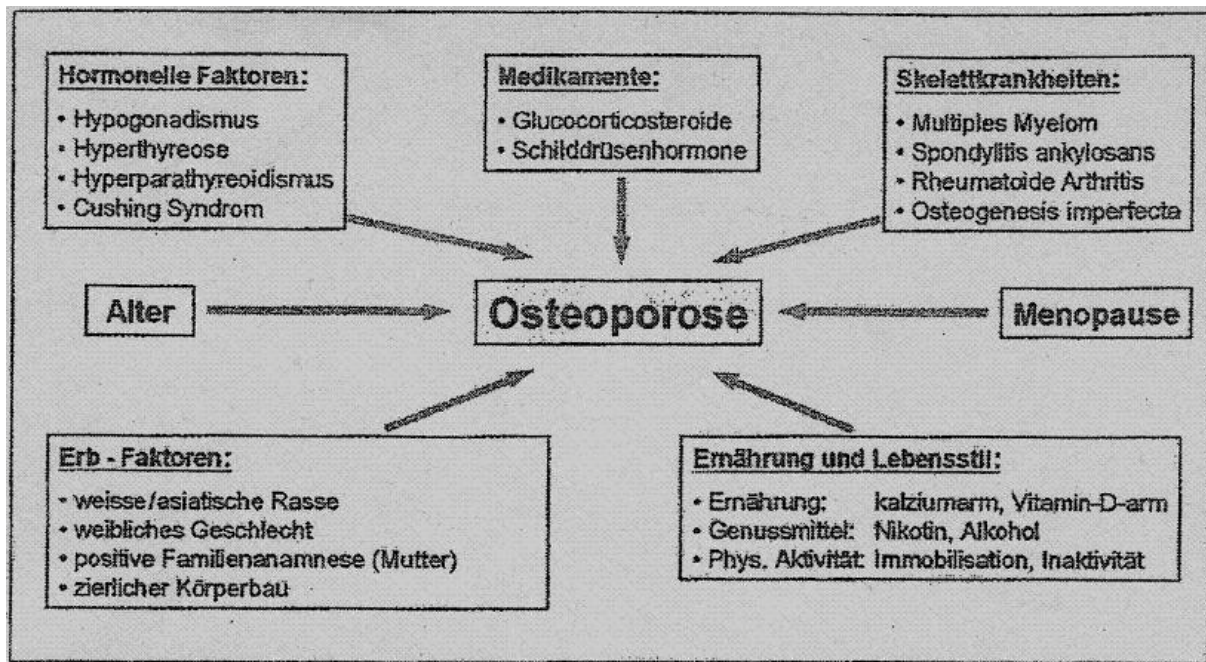 Hormonelle Faktoren:
• Hypogonadismus
• Hyperthyreose
• Hyperparathyreoidismus
• Cushing Syndrom
Medikamente:
• Glucocorticosteroide
• Schilddrüsenhormone
Skelettkrankheiten:
• Multiples Myelom
• Spondylitis ankylosans
• Rheumatoide Arthritis
• Osteogenesis imperfecta
Alter
Osteoporose
Menopause
Erb - Faktoren:
• weisse/asiatische Rasse
• weibliches Geschlecht
• positive Familienanamnese (Mutter)
• zierlicher Körperbau
Ernährung und Lebensstil:
• Ernährung: kalziumarm, Vitamin-D-arm
• Genussmittel: Nikotin, Alkohol
• Phys. Aktivität: Immobilisation, Inaktivität